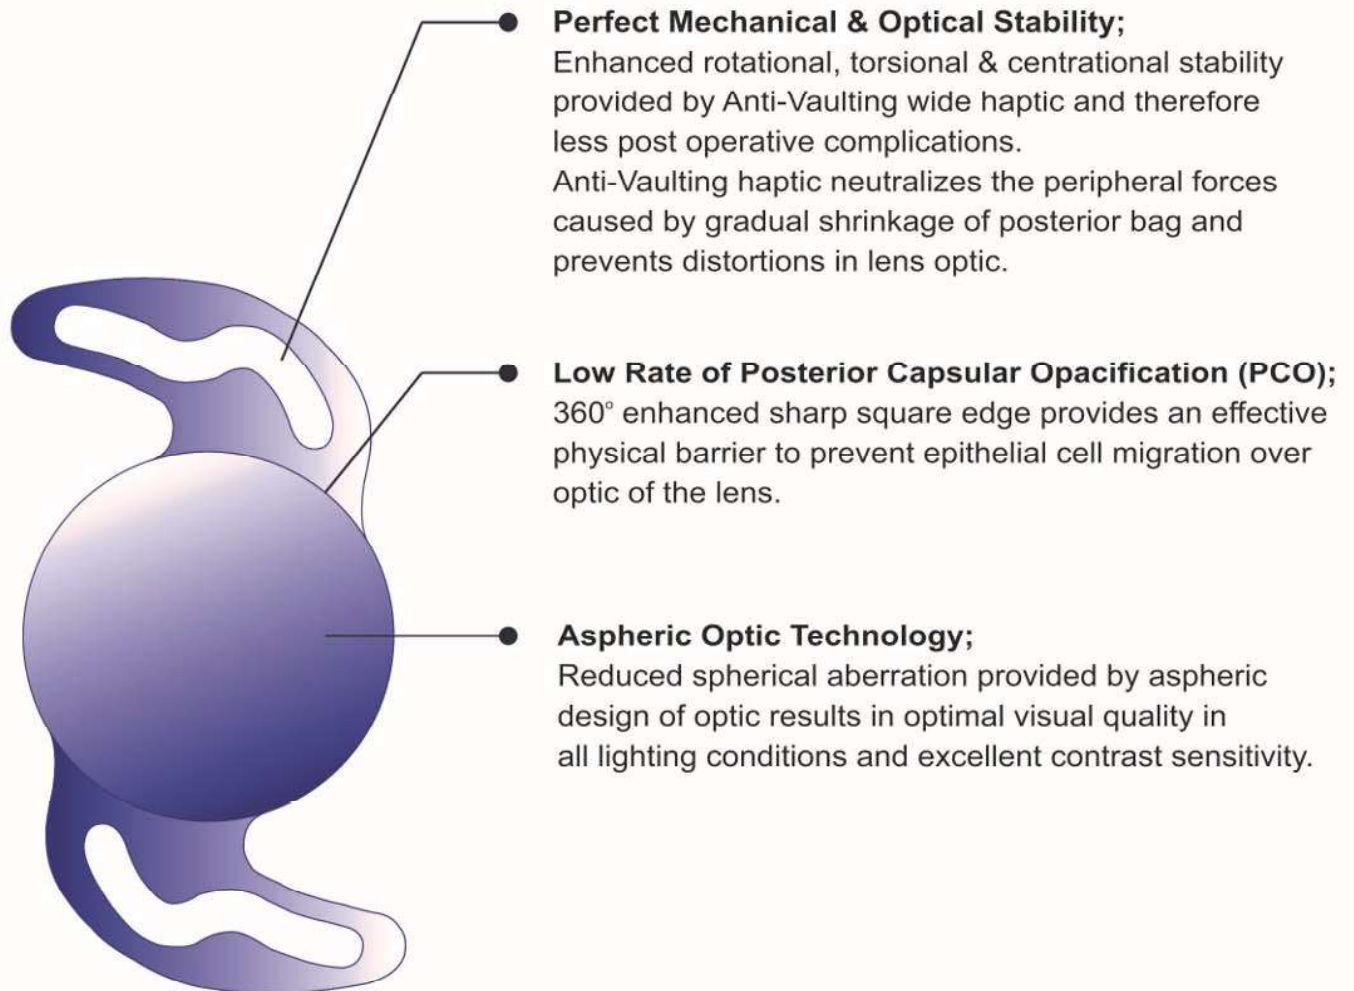 Perfect Mechanical & Optical Stability;
Enhanced rotational, torsional & centrational stability
provided by Anti-Vaulting wide haptic and therefore
less post operative complications.
Anti-Vaulting haptic neutralizes the peripheral forces
caused by gradual shrinkage of posterior bag and
prevents distortions in lens optic.
Low Rate of Posterior Capsular Opacification (PCO);
360° enhanced sharp square edge provides an effective
physical barrier to prevent epithelial cell migration over
optic of the lens.
Aspheric Optic Technology;
Reduced spherical aberration provided by aspheric
design of optic results in optimal visual quality in
all lighting conditions and excellent contrast sensitivity.